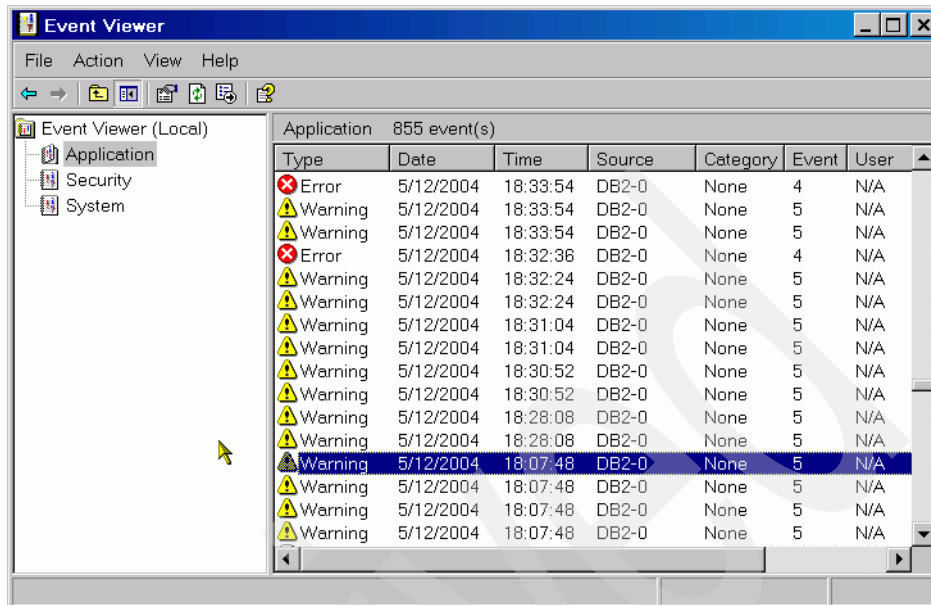 Event Viewer
File Action View Help
Event Viewer (Local)
Application
Security
System
Application 855 event(s)
Type Date Time Source Category Event User
Error 5/12/2004 18:33:54 DB2-0 None 4 N/A
Warning 5/12/2004 18:33:54 DB2-0 None 5 N/A
Warning 5/12/2004 18:33:54 DB2-0 None 5 N/A
Error 5/12/2004 18:32:36 DB2-0 None 4 N/A
Warning 5/12/2004 18:32:24 DB2-0 None 5 N/A
Warning 5/12/2004 18:32:24 DB2-0 None 5 N/A
Warning 5/12/2004 18:31:04 DB2-0 None 5 N/A
Warning 5/12/2004 18:31:04 DB2-0 None 5 N/A
Warning 5/12/2004 18:30:52 DB2-0 None 5 N/A
Warning 5/12/2004 18:30:52 DB2-0 None 5 N/A
Warning 5/12/2004 18:28:08 DB2-0 None 5 N/A
Warning 5/12/2004 18:28:08 DB2-0 None 5 N/A
Warning 5/12/2004 18:07:48 DB2-0 None 5 N/A
Warning 5/12/2004 18:07:48 DB2-0 None 5 N/A
Warning 5/12/2004 18:07:48 DB2-0 None 5 N/A
Warning 5/12/2004 18:07:48 DB2-0 None 5 N/A